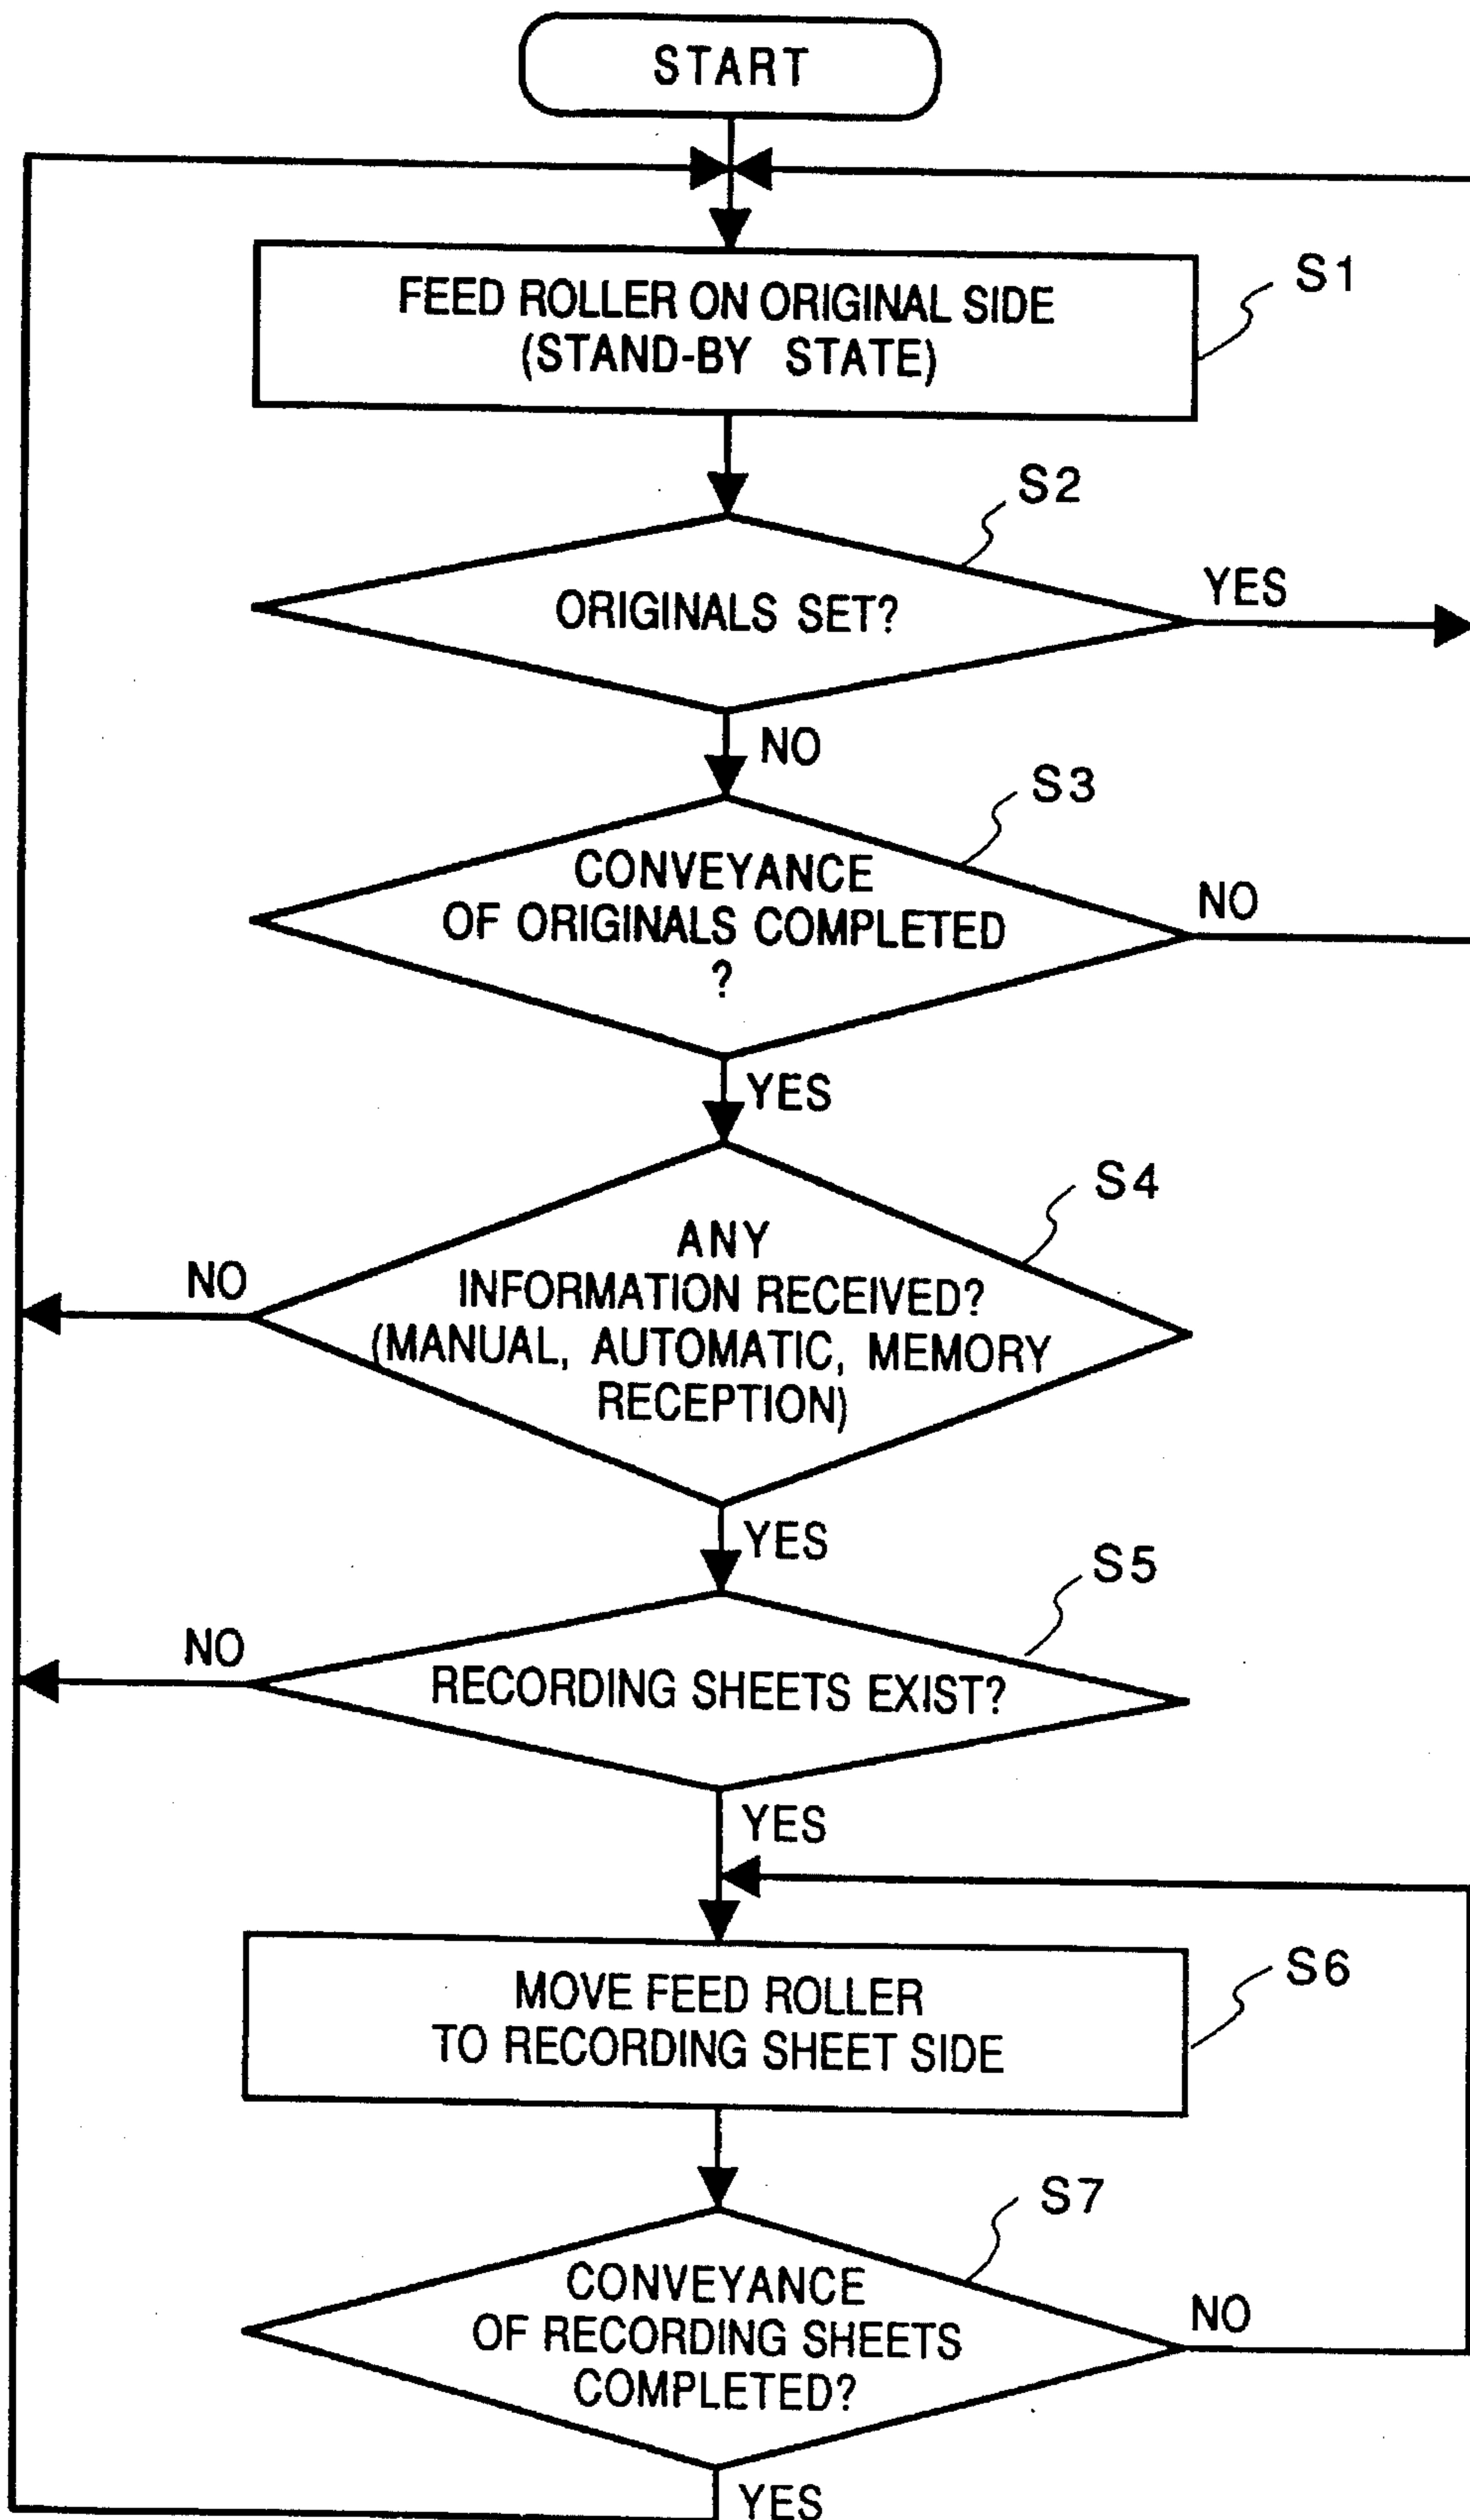 START
FEED ROLLER ON ORIGINAL SIDE
(STAND-BY STATE)
S1
S2
ORIGINALS SET?
YES
NO
S3
CONVEYANCE
OF ORIGINALS COMPLETED
?
NO
YES
S4
ANY
INFORMATION RECEIVED?
(MANUAL, AUTOMATIC, MEMORY
RECEPTION)
NO
YES
S5
RECORDING SHEETS EXIST?
NO
YES
MOVE FEED ROLLER
TO RECORDING SHEET SIDE
S6
S7
CONVEYANCE
OF RECORDING SHEETS
COMPLETED?
NO
YES